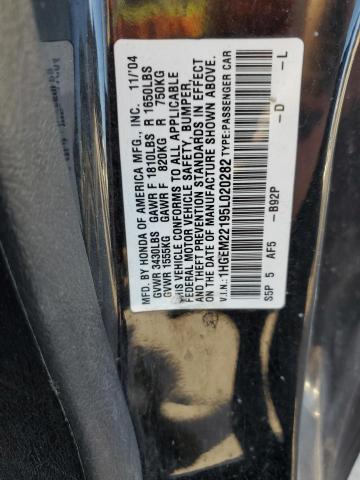 MFD. BY HONDA OF AMERICA MFG., INC. 11/'04
GVWR 3430LBS GAWR F 1810LBS R 1650LBS
GVWR 1555KG GAWR F 820KG R 750KG
THIS VEHICLE CONFORMS TO ALL APPLICABLE
FEDERAL MOTOR VEHICLE SAFETY, BUMPER,
AND THEFT PREVENTION STANDARDS IN EFFECT
ON THE DATE OF MANUFACTURE SHOWN ABOVE.
V.I.N.:1HGEM22195L020282 TYPE:PASSENGER CAR
S5P 5 AF5 -B92P -D -L